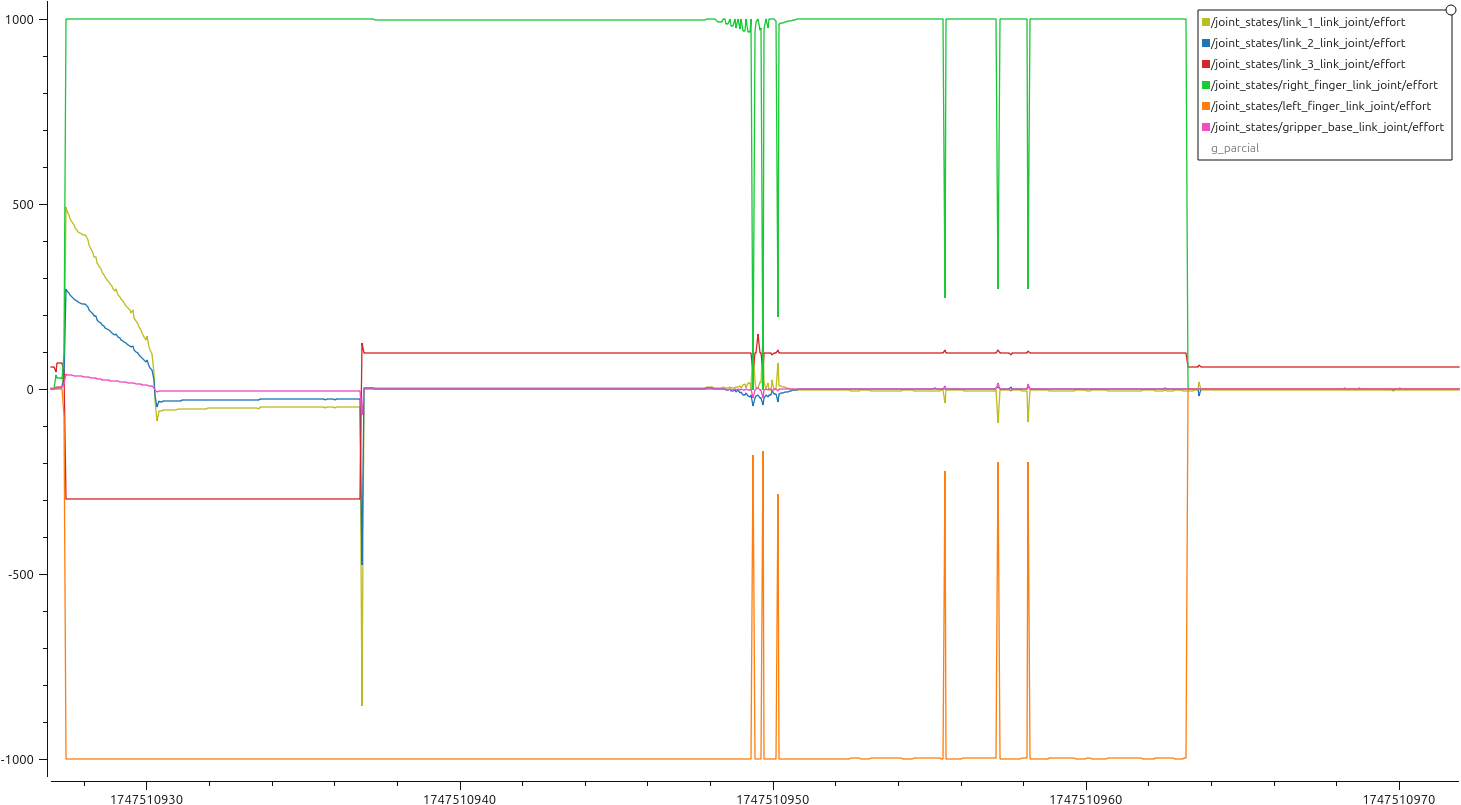 1000
500
0
-500
-1000
1747510930
1747510940
1747510950
1747510960
1747510970
/joint_states/link_1_link_joint/effort
/joint_states/link_2_link_joint/effort
/joint_states/link_3_link_joint/effort
/joint_states/right_finger_link_joint/effort
/joint_states/left_finger_link_joint/effort
/joint_states/gripper_base_link_joint/effort
g_parcial